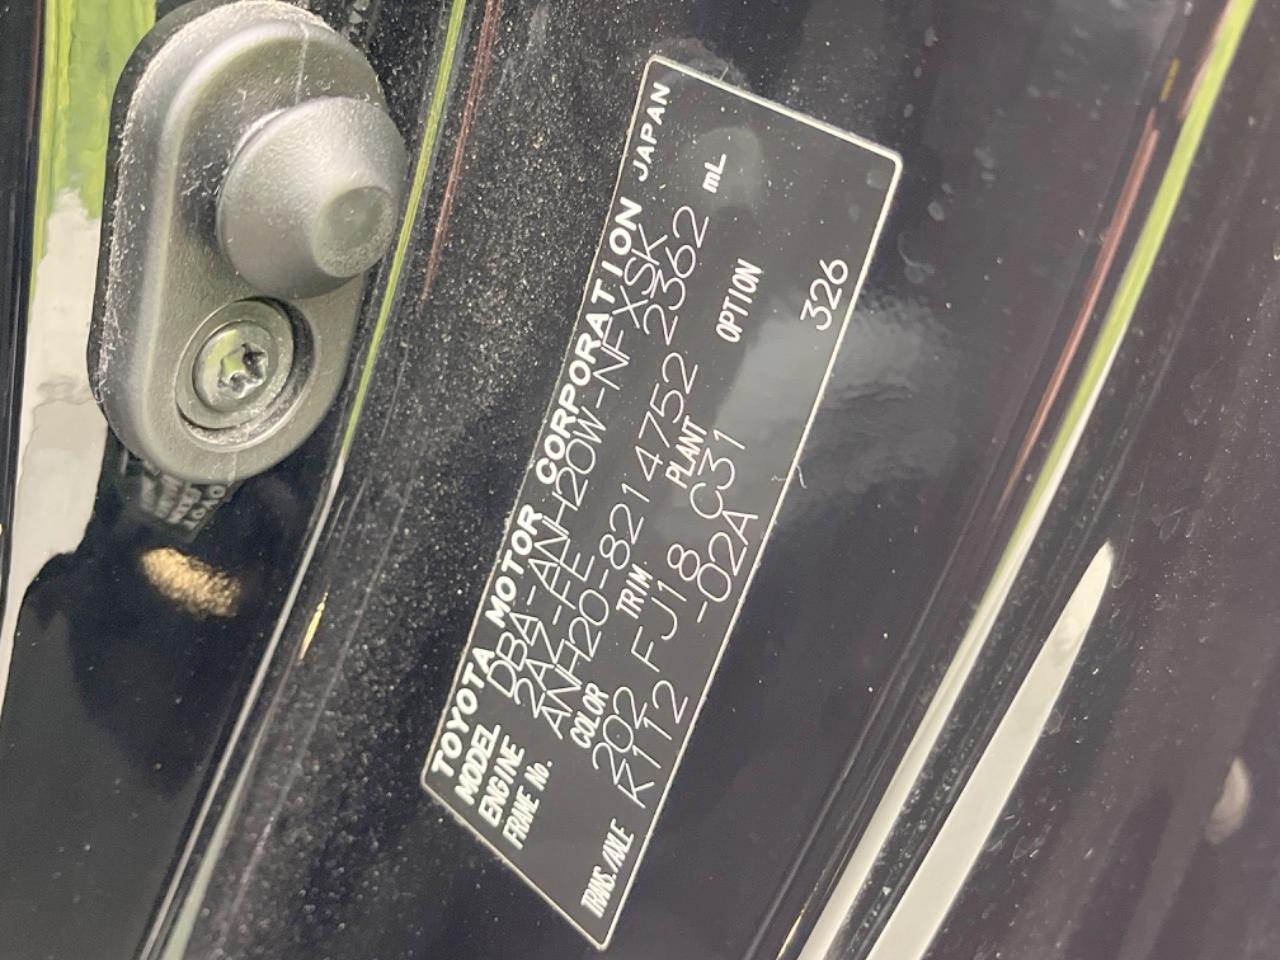 TOYOTA MOTOR CORPORATION JAPAN
MODEL DBA-ANH20W-NFXSK
ENGINE 2AZ-FE 2362 mL
FRAME No. ANH20-8214752
COLOR TRIM PLANT OPTION
202 FJ18 C31
TRANS./AXLE K112 -02A 326